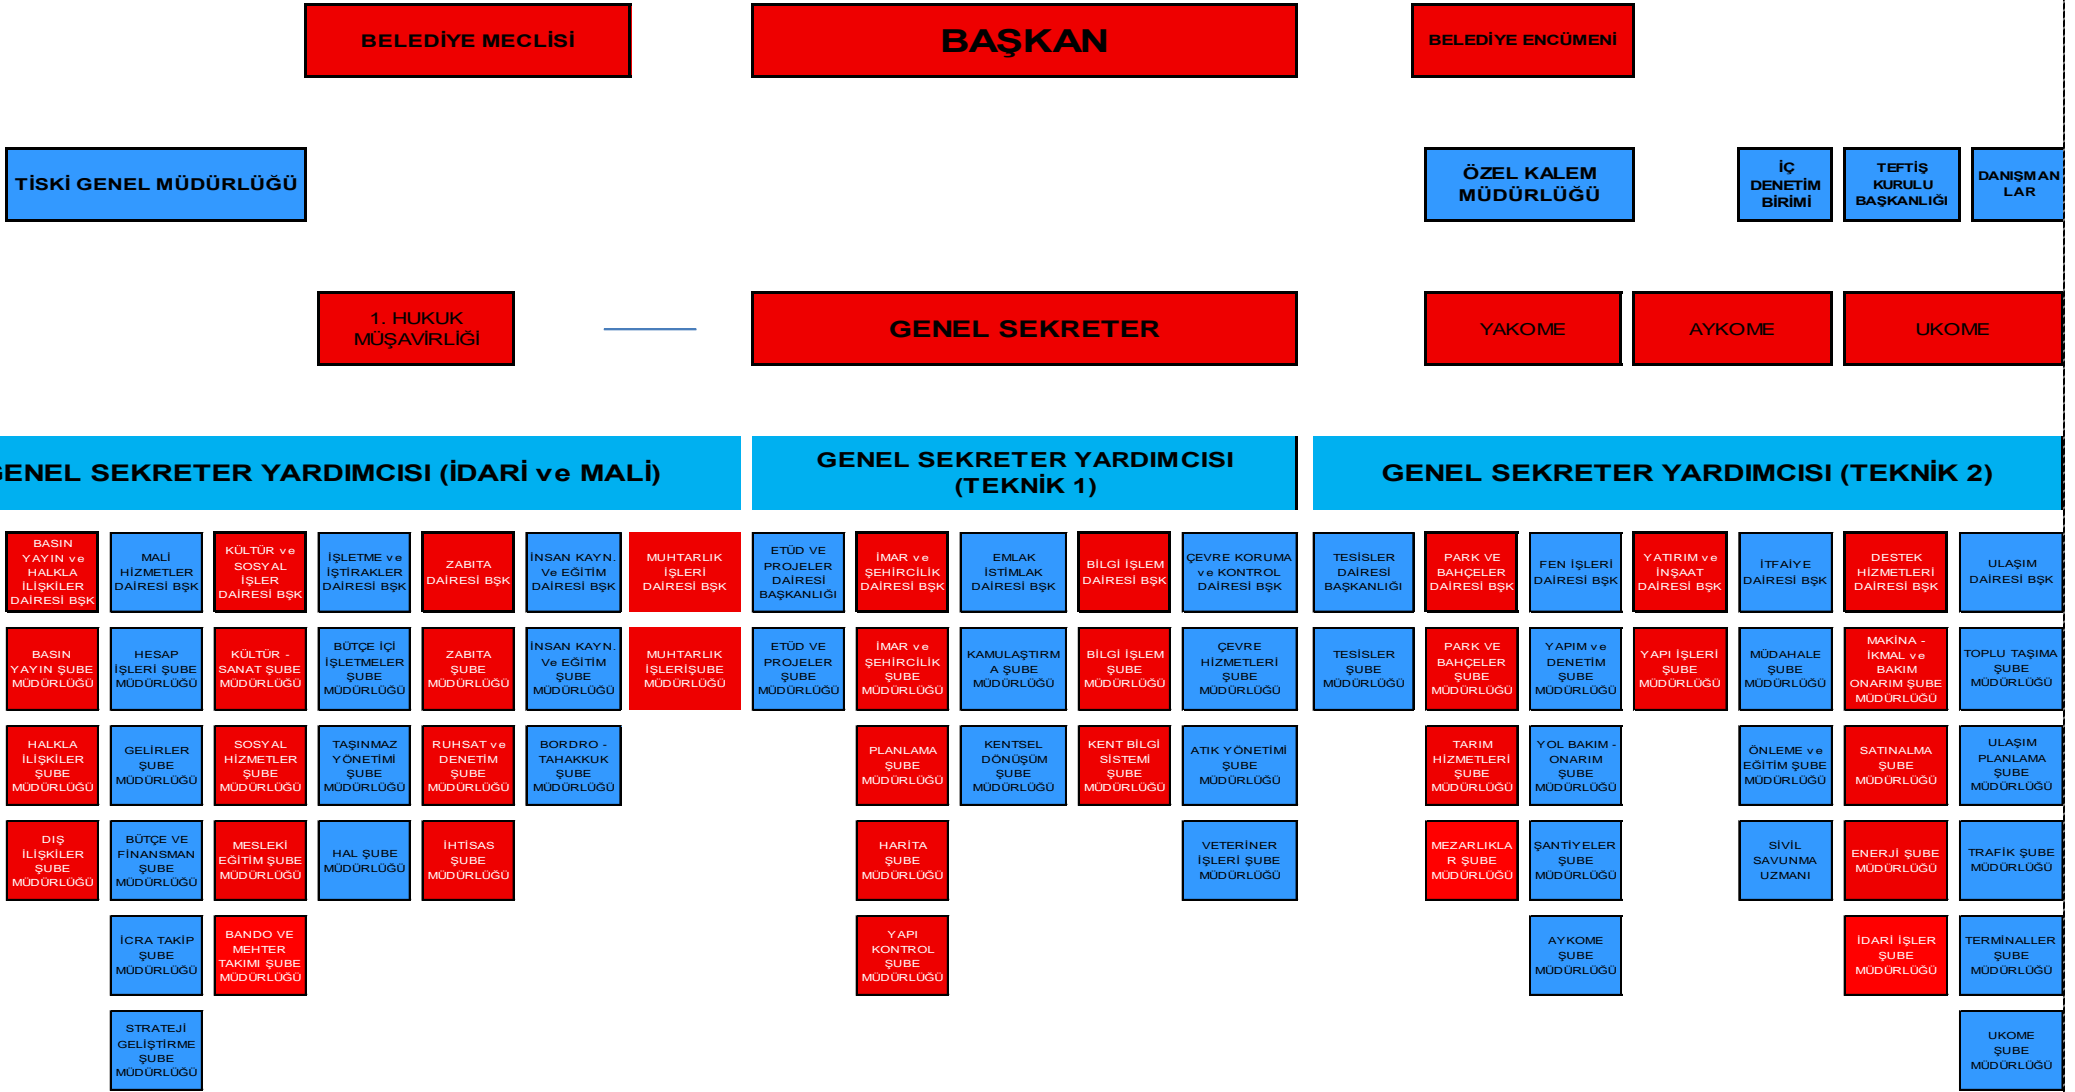 BELEDİYE MECLİSİ
BAŞKAN
BELEDİYE ENCÜMENİ
TİSKİ GENEL MÜDÜRLÜĞÜ
ÖZEL KALEM
MÜDÜRLÜĞÜ
İÇ
DENETİM
BİRİMİ
TEFTİŞ
KURULU
BAŞKANLIĞI
DANIŞMAN
LAR
1. HUKUK
MÜŞAVİRLİĞİ
GENEL SEKRETER
YAKOME
AYKOME
UKOME
GENEL SEKRETER YARDIMCISI (İDARİ ve MALİ)
GENEL SEKRETER YARDIMCISI
(TEKNİK 1)
GENEL SEKRETER YARDIMCISI (TEKNİK 2)
BASIN
YAYIN ve
HALKLA
İLİŞKİLER
DAİRESİ BŞK
MALİ
HİZMETLER
DAİRESİ BŞK
KÜLTÜR ve
SOSYAL
İŞLER
DAİRESİ BŞK
İŞLETME ve
İŞTİRAKLER
DAİRESİ BŞK
ZABITA
DAİRESİ BŞK
İNSAN KAYN.
Ve EĞİTİM
DAİRESİ BŞK
MUHTARLIK
İŞLERİ
DAİRESİ BŞK
ETÜD VE
PROJELER
DAİRESİ
BAŞKANLIĞI
İMAR ve
ŞEHİRCİLİK
DAİRESİ BŞK
EMLAK
İSTİMLAK
DAİRESİ BŞK
BİLGİ İŞLEM
DAİRESİ BŞK
ÇEVRE KORUMA
ve KONTROL
DAİRESİ BŞK
TESİSLER
DAİRESİ
BAŞKANLIĞI
PARK VE
BAHÇELER
DAİRESİ BŞK
FEN İŞLERİ
DAİRESİ BŞK
YATIRIM ve
İNŞAAT
DAİRESİ BŞK
İTFAİYE
DAİRESİ BŞK
DESTEK
HİZMETLERİ
DAİRESİ BŞK
ULAŞIM
DAİRESİ BŞK
BASIN
YAYIN ŞUBE
MÜDÜRLÜĞÜ
HESAP
İŞLERİ ŞUBE
MÜDÜRLÜĞÜ
KÜLTÜR -
SANAT ŞUBE
MÜDÜRLÜĞÜ
BÜTÇE İÇİ
İŞLETMELER
ŞUBE
MÜDÜRLÜĞÜ
ZABITA
ŞUBE
MÜDÜRLÜĞÜ
İNSAN KAYN.
Ve EĞİTİM
ŞUBE
MÜDÜRLÜĞÜ
MUHTARLIK
İŞLERİŞUBE
MÜDÜRLÜĞÜ
ETÜD VE
PROJELER
ŞUBE
MÜDÜRLÜĞÜ
İMAR ve
ŞEHİRCİLİK
ŞUBE
MÜDÜRLÜĞÜ
KAMULAŞTIRM
A ŞUBE
MÜDÜRLÜĞÜ
BİLGİ İŞLEM
ŞUBE
MÜDÜRLÜĞÜ
ÇEVRE
HİZMETLERİ
ŞUBE
MÜDÜRLÜĞÜ
TESİSLER
ŞUBE
MÜDÜRLÜĞÜ
PARK VE
BAHÇELER
ŞUBE
MÜDÜRLÜĞÜ
YAPIM ve
DENETİM
ŞUBE
MÜDÜRLÜĞÜ
YAPI İŞLERİ
ŞUBE
MÜDÜRLÜĞÜ
MÜDAHALE
ŞUBE
MÜDÜRLÜĞÜ
MAKİNA -
İKMAL ve
BAKIM
ONARIM ŞUBE
MÜDÜRLÜĞÜ
TOPLU TAŞIMA
ŞUBE
MÜDÜRLÜĞÜ
HALKLA
İLİŞKİLER
ŞUBE
MÜDÜRLÜĞÜ
GELİRLER
ŞUBE
MÜDÜRLÜĞÜ
SOSYAL
HİZMETLER
ŞUBE
MÜDÜRLÜĞÜ
TAŞINMAZ
YÖNETİMİ
ŞUBE
MÜDÜRLÜĞÜ
RUHSAT ve
DENETİM
ŞUBE
MÜDÜRLÜĞÜ
BORDRO -
TAHAKKUK
ŞUBE
MÜDÜRLÜĞÜ
PLANLAMA
ŞUBE
MÜDÜRLÜĞÜ
KENTSEL
DÖNÜŞÜM
ŞUBE
MÜDÜRLÜĞÜ
KENT BİLGİ
SİSTEMİ
ŞUBE
MÜDÜRLÜĞÜ
ATIK YÖNETİMİ
ŞUBE
MÜDÜRLÜĞÜ
TARIM
HİZMETLERİ
ŞUBE
MÜDÜRLÜĞÜ
YOL BAKIM -
ONARIM
ŞUBE
MÜDÜRLÜĞÜ
ÖNLEME ve
EĞİTİM ŞUBE
MÜDÜRLÜĞÜ
SATINALMA
ŞUBE
MÜDÜRLÜĞÜ
ULAŞIM
PLANLAMA
ŞUBE
MÜDÜRLÜĞÜ
DIŞ
İLİŞKİLER
ŞUBE
MÜDÜRLÜĞÜ
BÜTÇE VE
FİNANSMAN
ŞUBE
MÜDÜRLÜĞÜ
MESLEKİ
EĞİTİM ŞUBE
MÜDÜRLÜĞÜ
HAL ŞUBE
MÜDÜRLÜĞÜ
İHTİSAS
ŞUBE
MÜDÜRLÜĞÜ
HARİTA
ŞUBE
MÜDÜRLÜĞÜ
VETERİNER
İŞLERİ ŞUBE
MÜDÜRLÜĞÜ
MEZARLIKLA
R ŞUBE
MÜDÜRLÜĞÜ
ŞANTİYELER
ŞUBE
MÜDÜRLÜĞÜ
SİVİL
SAVUNMA
UZMANI
ENERJİ ŞUBE
MÜDÜRLÜĞÜ
TRAFİK ŞUBE
MÜDÜRLÜĞÜ
İCRA TAKİP
ŞUBE
MÜDÜRLÜĞÜ
BANDO VE
MEHTER
TAKIMI ŞUBE
MÜDÜRLÜĞÜ
YAPI
KONTROL
ŞUBE
MÜDÜRLÜĞÜ
AYKOME
ŞUBE
MÜDÜRLÜĞÜ
İDARİ İŞLER
ŞUBE
MÜDÜRLÜĞÜ
TERMİNALLER
ŞUBE
MÜDÜRLÜĞÜ
STRATEJİ
GELİŞTİRME
ŞUBE
MÜDÜRLÜĞÜ
UKOME
ŞUBE
MÜDÜRLÜĞÜ